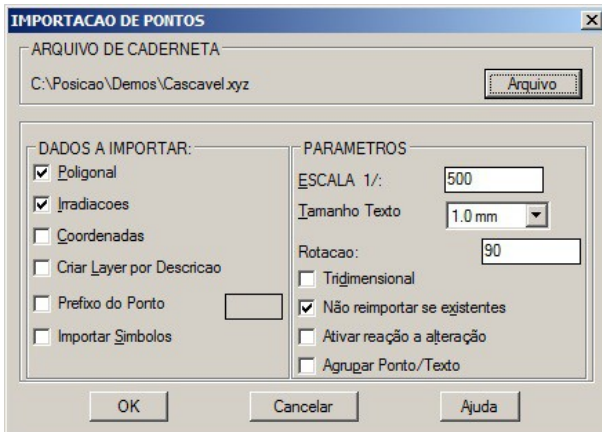 IMPORTACAO DE PONTOS
ARQUIVO DE CADERNETA
C:\Posicao\Demos\Cascavel.xyz
Arquivo
DADOS A IMPORTAR:
Poligonal
Irradiacoes
Coordenadas
Criar Layer por Descricao
Prefixo do Ponto
Importar Simbolos
PARAMETROS
ESCALA 1/: 500
Tamanho Texto 1.0 mm
Rotacao: 90
Tridimensional
Não reimportar se existentes
Ativar reação a alteração
Agrupar Ponto/Texto
OK Cancelar Ajuda